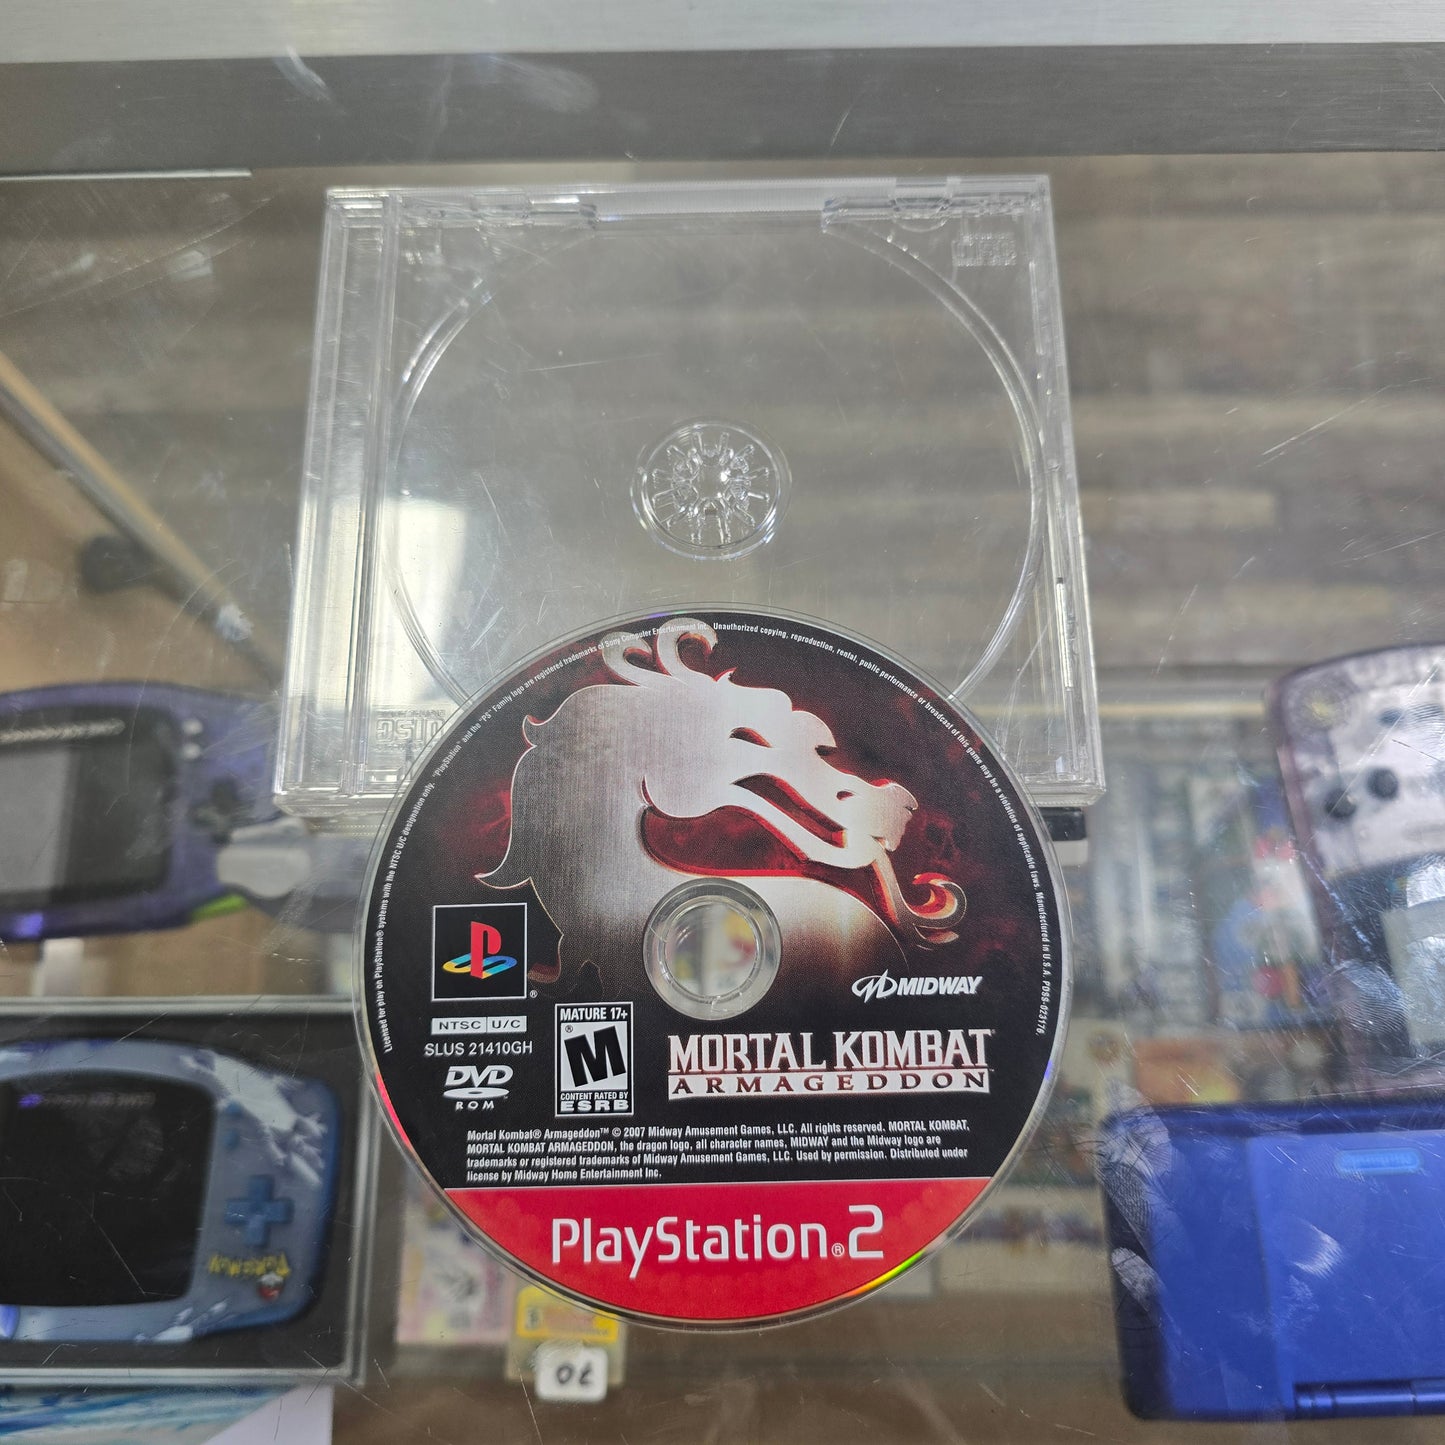 "PlayStation" and the "PS" Family logo are registered trademarks of Sony Computer Entertainment Inc. Unauthorized copying, reproduction, rental, public performance or broadcast of this game may be a violation of applicable laws. Manufactured in U.S.A. PDSS-023176
Licensed for play on PlayStation® systems with the NTSC U/C designation only.
MIDWAY
NTSC U/C
SLUS 21410GH
DVD
ROM
MATURE 17+
M
®
CONTENT RATED BY
ESRB
MORTAL KOMBAT
ARMAGEDDON
Mortal Kombat® Armageddon™ © 2007 Midway Amusement Games, LLC. All rights reserved. MORTAL KOMBAT,
MORTAL KOMBAT ARMAGEDDON, the dragon logo, all character names, MIDWAY and the Midway logo are
trademarks or registered trademarks of Midway Amusement Games, LLC. Used by permission. Distributed under
license by Midway Home Entertainment Inc.
PlayStation®2
POKEMON